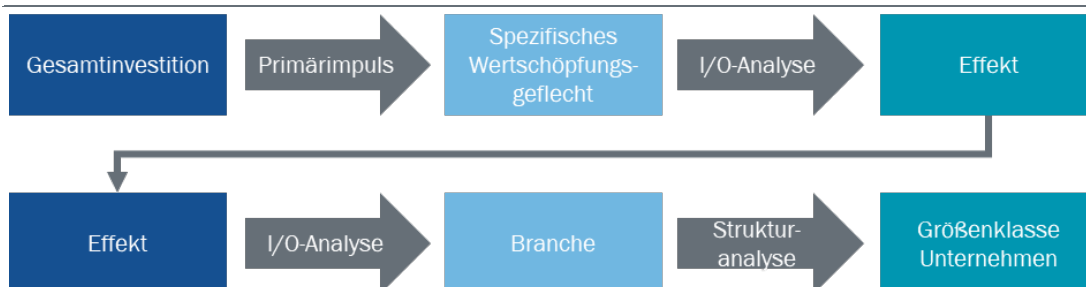 Gesamtinvestition
Primärimpuls
Spezifisches
Wertschöpfungs-
geflecht
I/O-Analyse
Effekt
Effekt
I/O-Analyse
Branche
Struktur-
analyse
Größenklasse
Unternehmen